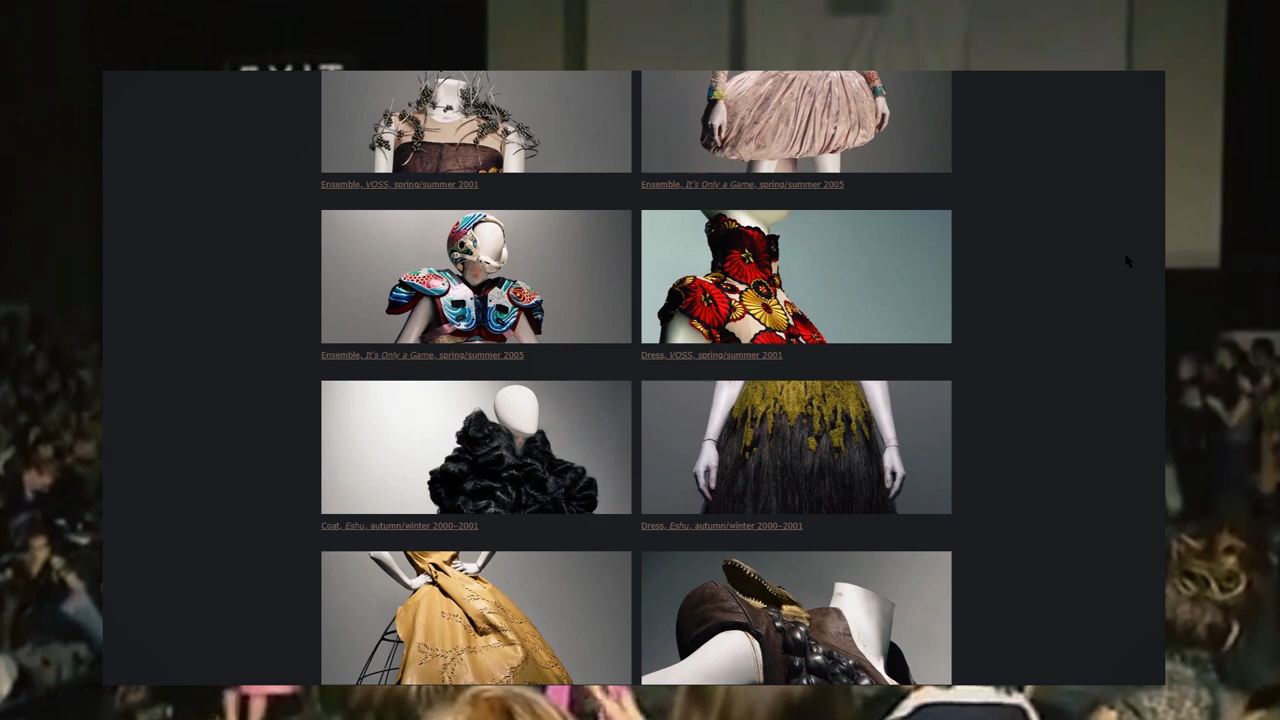 EXIT
Ensemble, VOSS, spring/summer 2001
Ensemble, It's Only a Game, spring/summer 2005
Ensemble, It's Only a Game, spring/summer 2005
Dress, VOSS, spring/summer 2001
Coat, Eshu, autumn/winter 2000–2001
Dress, Eshu, autumn/winter 2000–2001